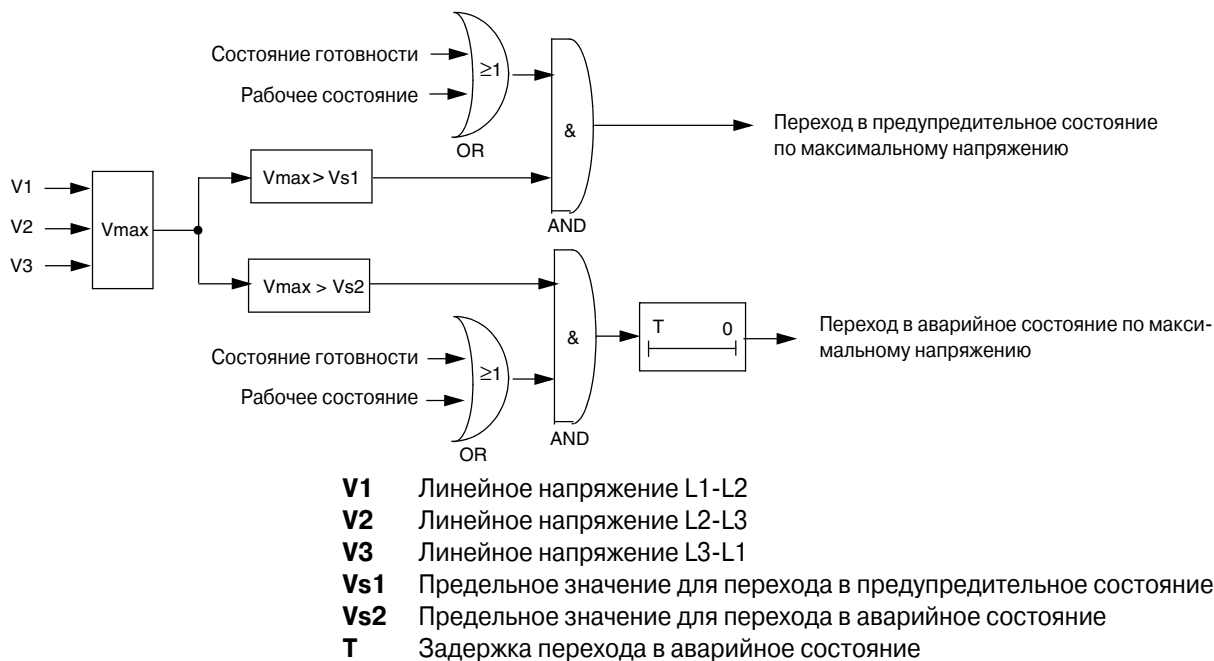 Состояние готовности
≥1
Рабочее состояние
OR
&
Переход в предупредительное состояние
по максимальному напряжению
Vmax > Vs1
AND
V1
V2
V3
Vmax
Vmax > Vs2
&
T 0
Переход в аварийное состояние по макси-
мальному напряжению
Состояние готовности
≥1
Рабочее состояние
OR
AND
V1 Линейное напряжение L1-L2
V2 Линейное напряжение L2-L3
V3 Линейное напряжение L3-L1
Vs1 Предельное значение для перехода в предупредительное состояние
Vs2 Предельное значение для перехода в аварийное состояние
T Задержка перехода в аварийное состояние